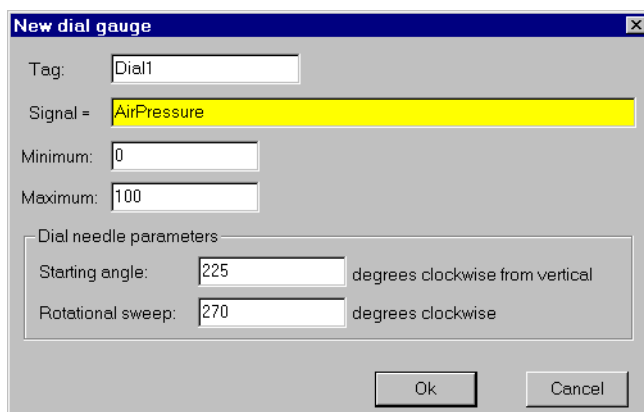 New dial gauge
Tag: Dial1
Signal = AirPressure
Minimum: 0
Maximum: 100
Dial needle parameters
Starting angle: 225 degrees clockwise from vertical
Rotational sweep: 270 degrees clockwise
Ok Cancel